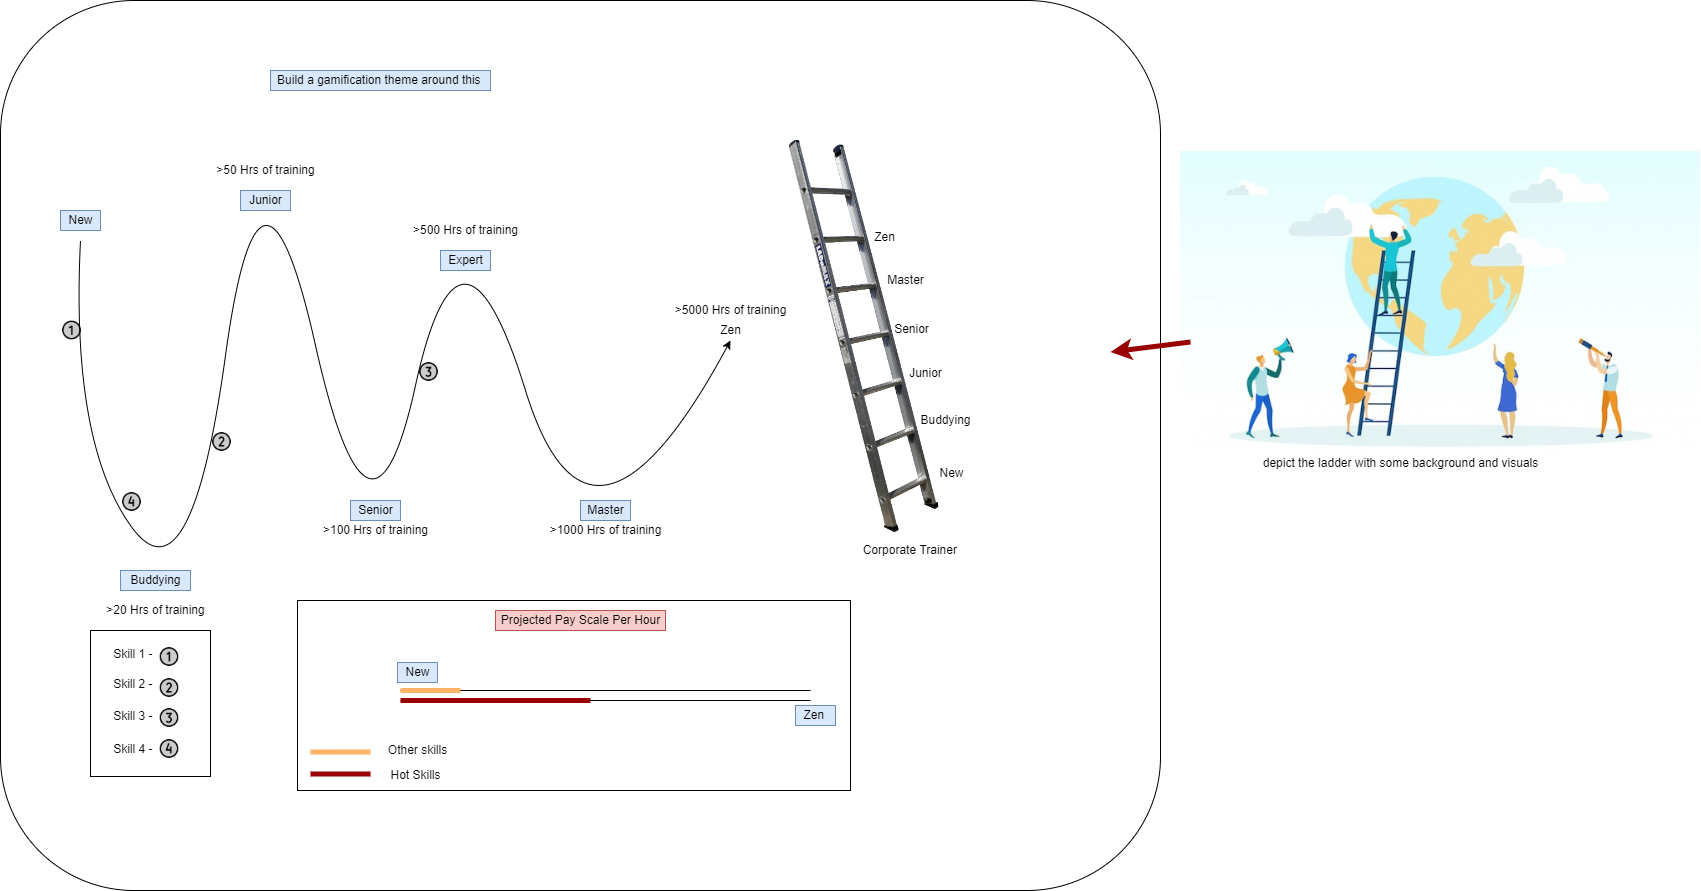 Build a gamification theme around this
>50 Hrs of training
Junior
New
>500 Hrs of training
Expert
>5000 Hrs of training
Zen
1
2
3
4
Senior
>100 Hrs of training
Master
>1000 Hrs of training
Buddying
>20 Hrs of training
Skill 1 - 1
Skill 2 - 2
Skill 3 - 3
Skill 4 - 4
Zen
Master
Senior
Junior
Buddying
New
Corporate Trainer
Projected Pay Scale Per Hour
New
Zen
Other skills
Hot Skills
depict the ladder with some background and visuals